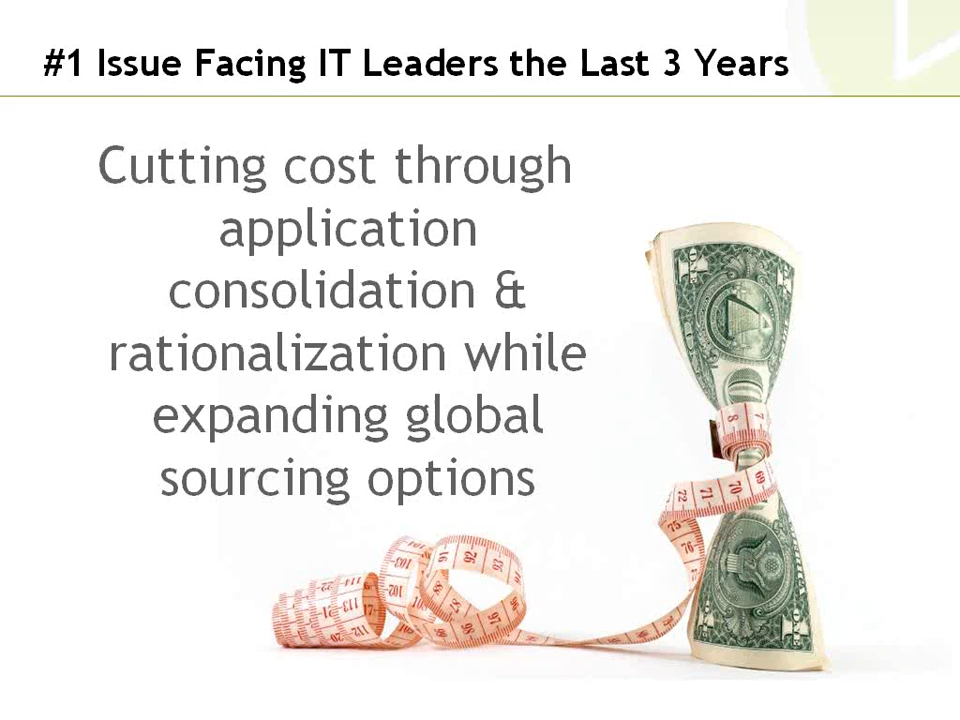 #1 Issue Facing IT Leaders the Last 3 Years
Cutting cost through
application
consolidation &
rationalization while
expanding global
sourcing options